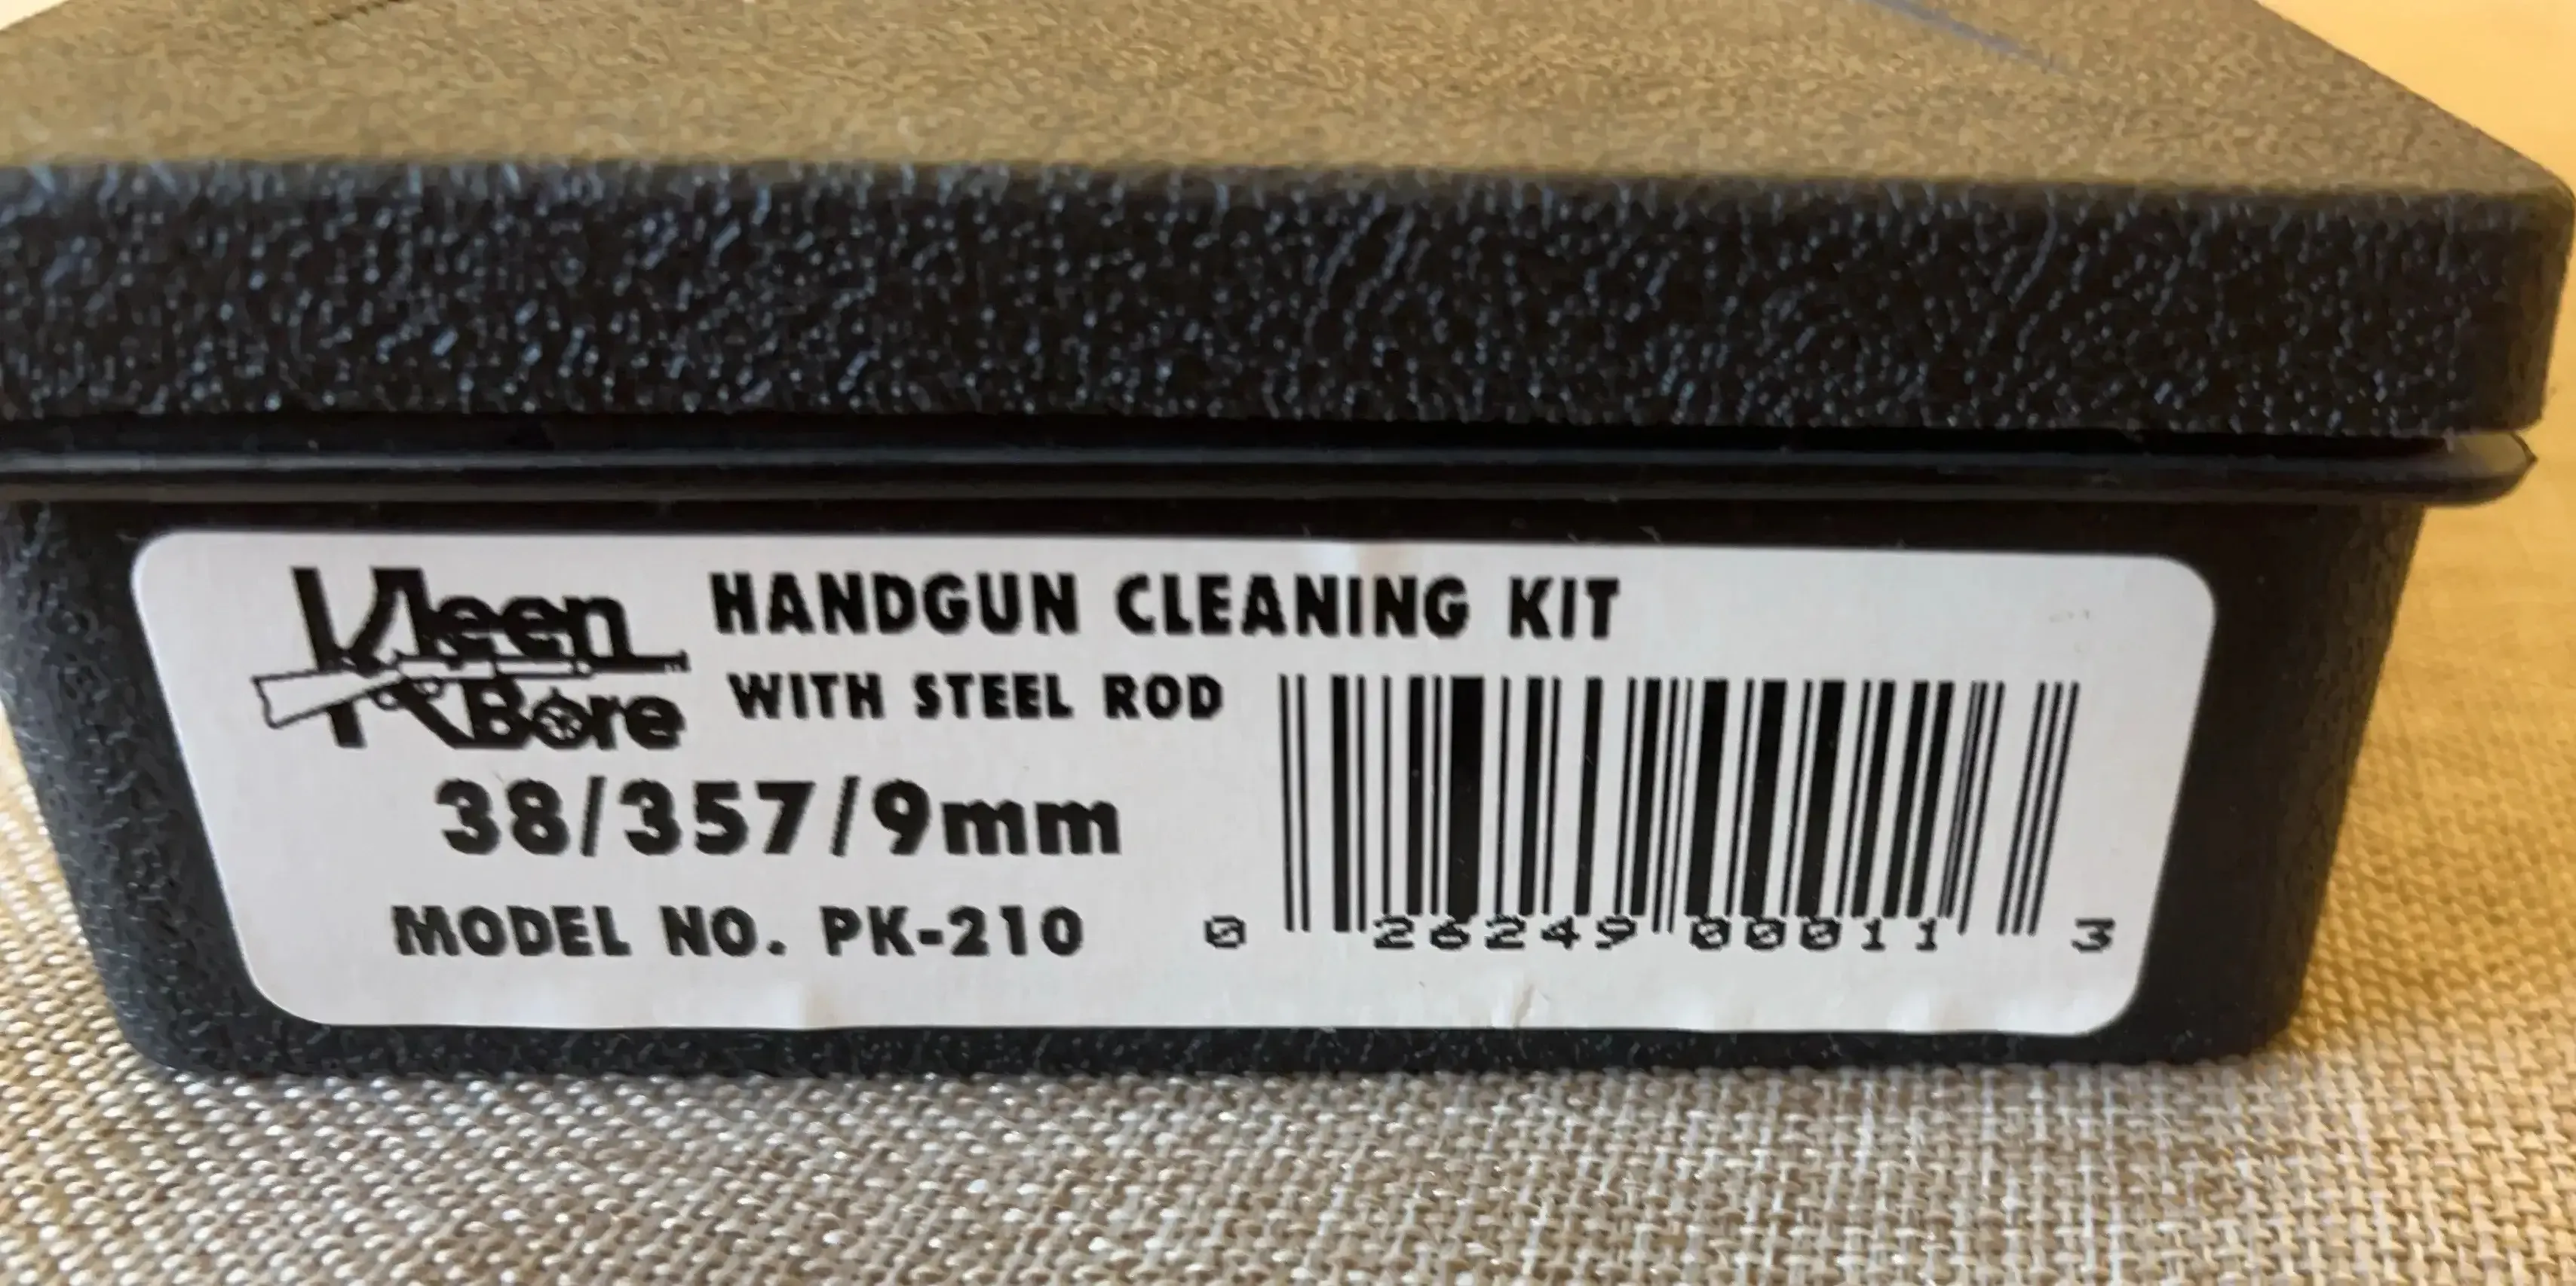 Kleen
Bore
HANDGUN CLEANING KIT
WITH STEEL ROD
38/357/9mm
MODEL NO. PK-210
0 26249 00011 3